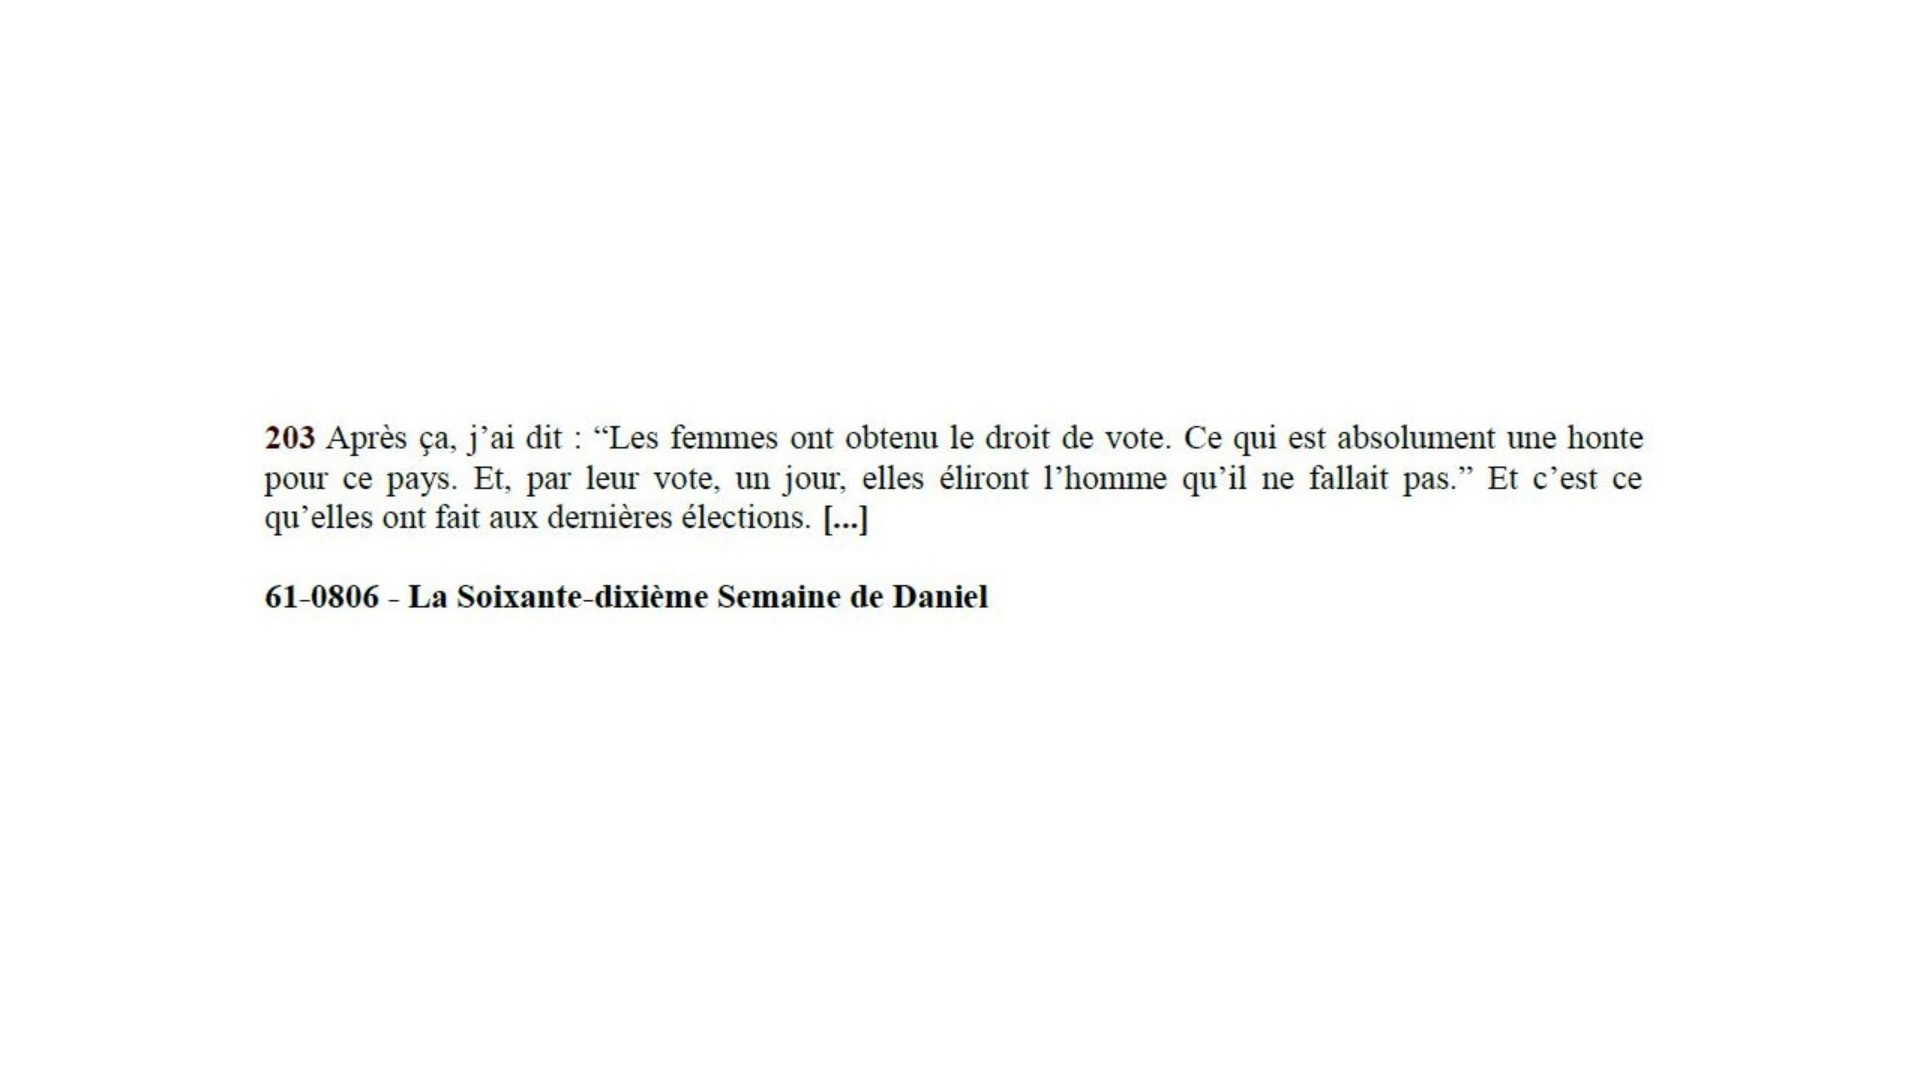 203 Après ça, j’ai dit : “Les femmes ont obtenu le droit de vote. Ce qui est absolument une honte
pour ce pays. Et, par leur vote, un jour, elles éliront l’homme qu’il ne fallait pas.” Et c’est ce
qu’elles ont fait aux dernières élections. [...]
61-0806 - La Soixante-dixième Semaine de Daniel